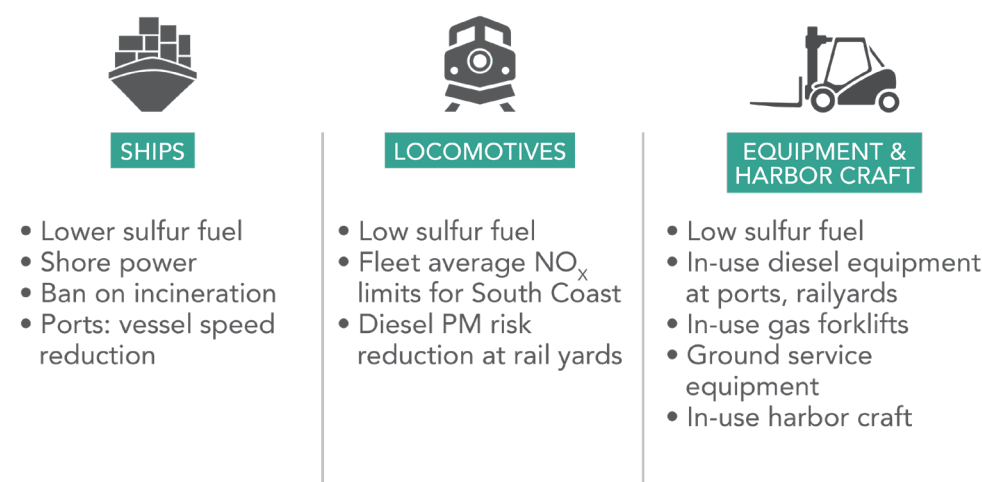 SHIPS
• Lower sulfur fuel
• Shore power
• Ban on incineration
• Ports: vessel speed
reduction
LOCOMOTIVES
• Low sulfur fuel
• Fleet average NOX
limits for South Coast
• Diesel PM risk
reduction at rail yards
EQUIPMENT &
HARBOR CRAFT
• Low sulfur fuel
• In-use diesel equipment
at ports, railyards
• In-use gas forklifts
• Ground service
equipment
• In-use harbor craft